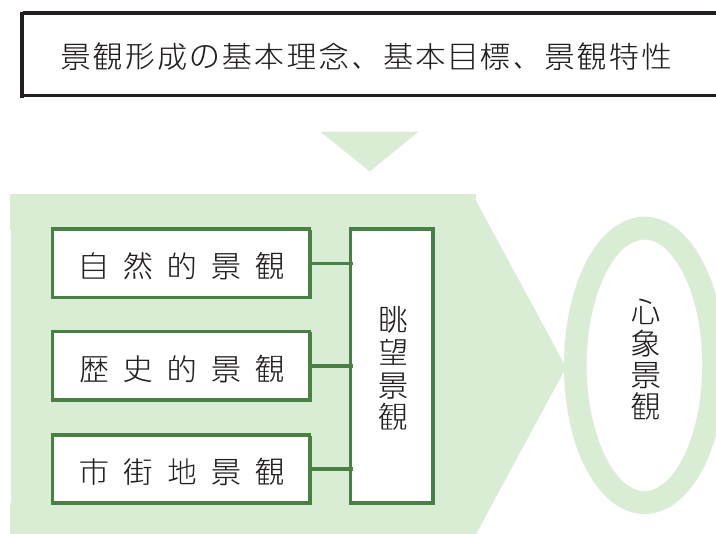 景観形成の基本理念、基本目標、景観特性
自然的景観
歴史的景観
市街地景観
眺望景観
心象景観